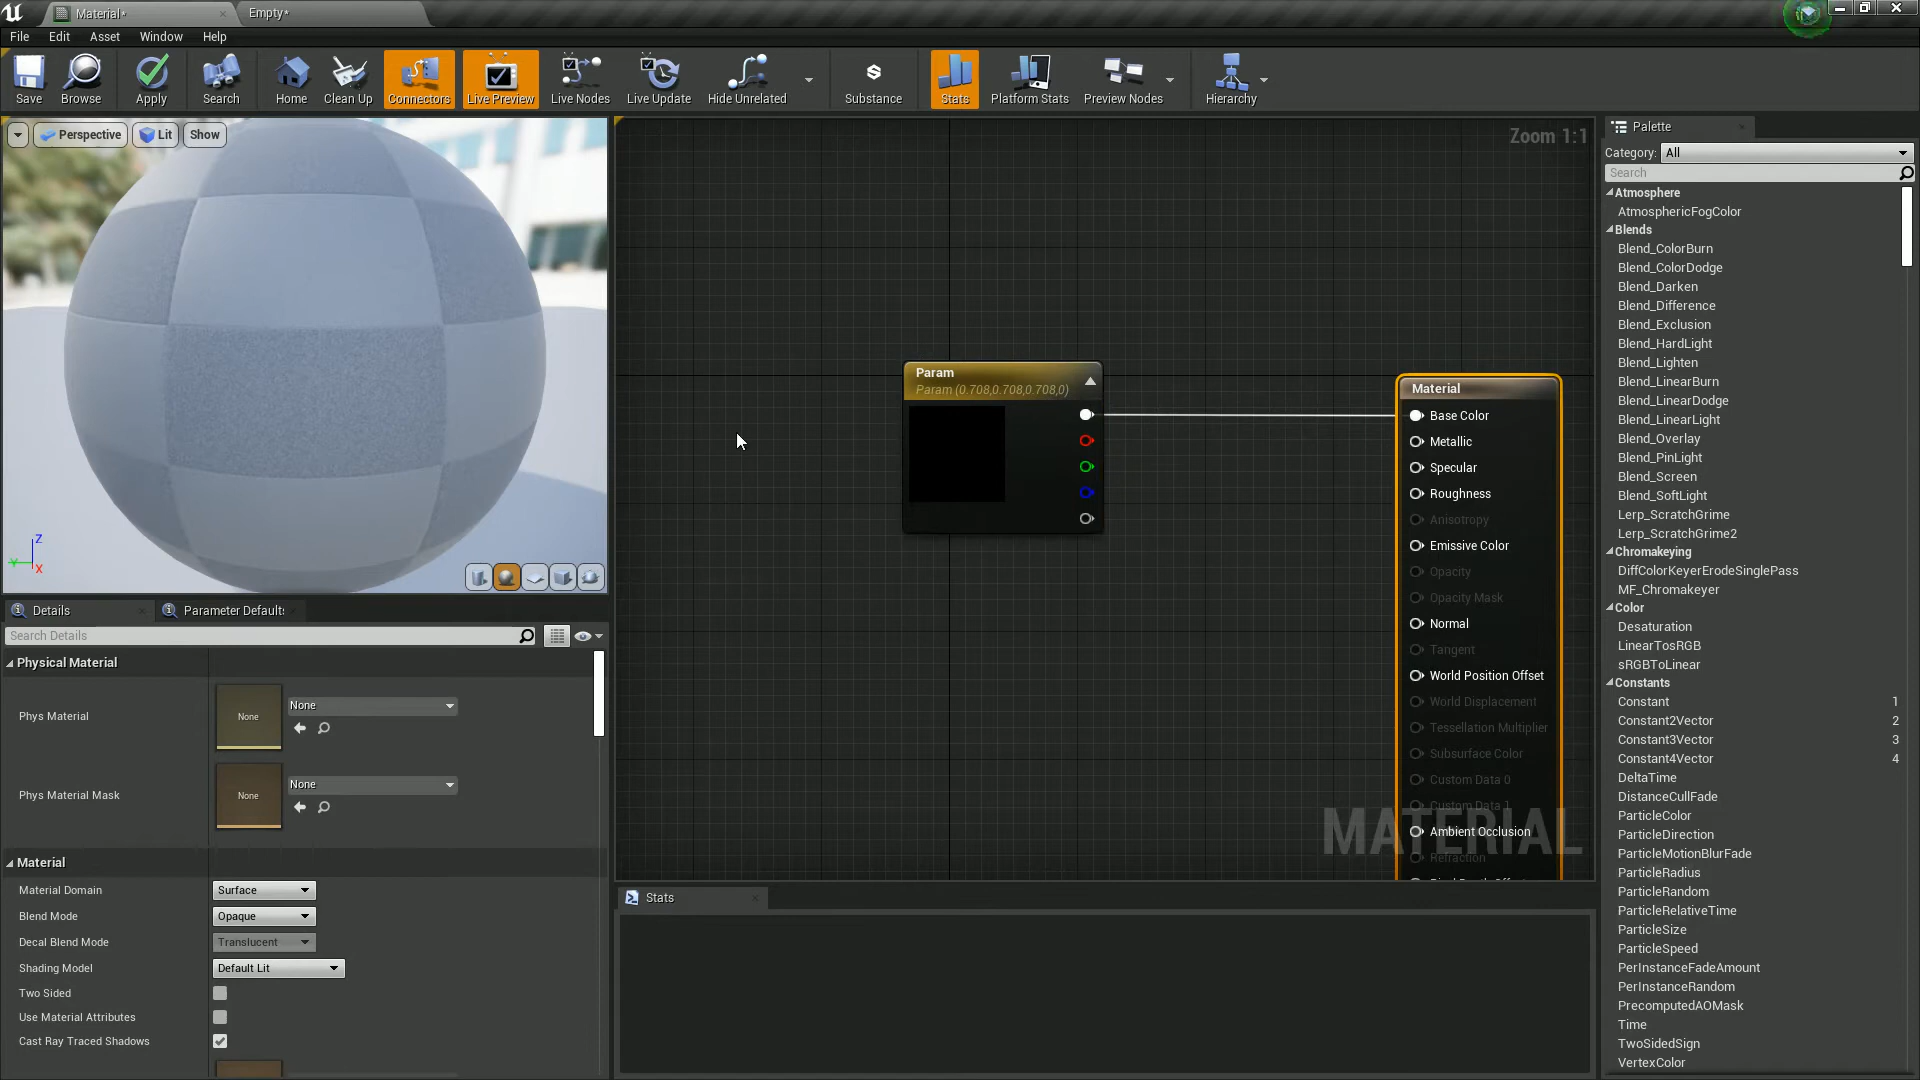 Material*
Empty*
File
Edit
Asset
Window
Help
Save
Browse
Apply
Search
Home
Clean Up
Connectors
Live Preview
Live Nodes
Live Update
Hide Unrelated
Substance
Stats
Platform Stats
Preview Nodes
Hierarchy
Perspective
Lit
Show
Zoom 1:1
Z
Y
X
Param
Param (0.708,0.708,0.708,0)
Material
Base Color
Metallic
Specular
Roughness
Anisotropy
Emissive Color
Opacity
Opacity Mask
Normal
Tangent
World Position Offset
World Displacement
Tessellation Multiplier
Subsurface Color
Custom Data 0
Custom Data 1
Ambient Occlusion
Refraction
MATERIAL
Details
Parameter Defaults
Search Details
Physical Material
Phys Material
None
None
Phys Material Mask
None
None
Material
Material Domain
Surface
Blend Mode
Opaque
Decal Blend Mode
Translucent
Shading Model
Default Lit
Two Sided
Use Material Attributes
Cast Ray Traced Shadows
Stats
Palette
Category:
All
Search
Atmosphere
AtmosphericFogColor
Blends
Blend_ColorBurn
Blend_ColorDodge
Blend_Darken
Blend_Difference
Blend_Exclusion
Blend_HardLight
Blend_Lighten
Blend_LinearBurn
Blend_LinearDodge
Blend_LinearLight
Blend_Overlay
Blend_PinLight
Blend_Screen
Blend_SoftLight
Lerp_ScratchGrime
Lerp_ScratchGrime2
Chromakeying
DiffColorKeyerErodeSinglePass
MF_Chromakeyer
Color
Desaturation
LinearTosRGB
sRGBToLinear
Constants
Constant 1
Constant2Vector 2
Constant3Vector 3
Constant4Vector 4
DeltaTime
DistanceCullFade
ParticleColor
ParticleDirection
ParticleMotionBlurFade
ParticleRadius
ParticleRandom
ParticleRelativeTime
ParticleSize
ParticleSpeed
PerInstanceFadeAmount
PerInstanceRandom
PrecomputedAOMask
Time
TwoSidedSign
VertexColor